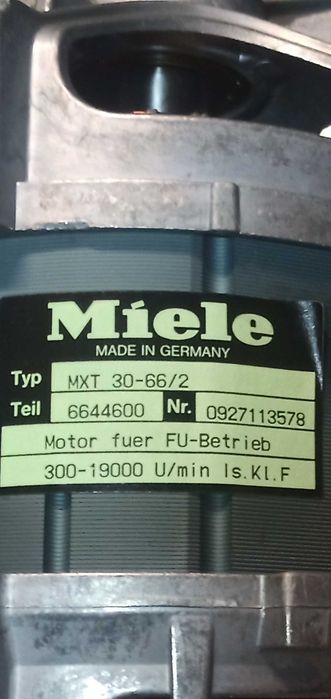 Miele
MADE IN GERMANY
Typ MXT 30-66/2
Teil 6644600 Nr. 0927113578
Motor fuer FU-Betrieb
300-19000 U/min Is.Kl.F